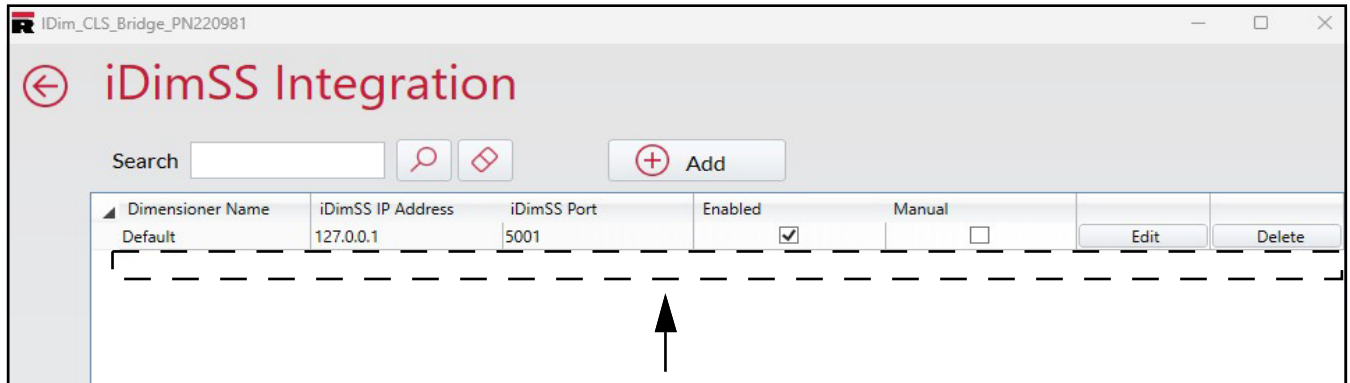 IDim_CLS_Bridge_PN220981
iDimSS Integration
Search Add
Dimensioner Name iDimSS IP Address iDimSS Port Enabled Manual
Default 127.0.0.1 5001 Edit Delete